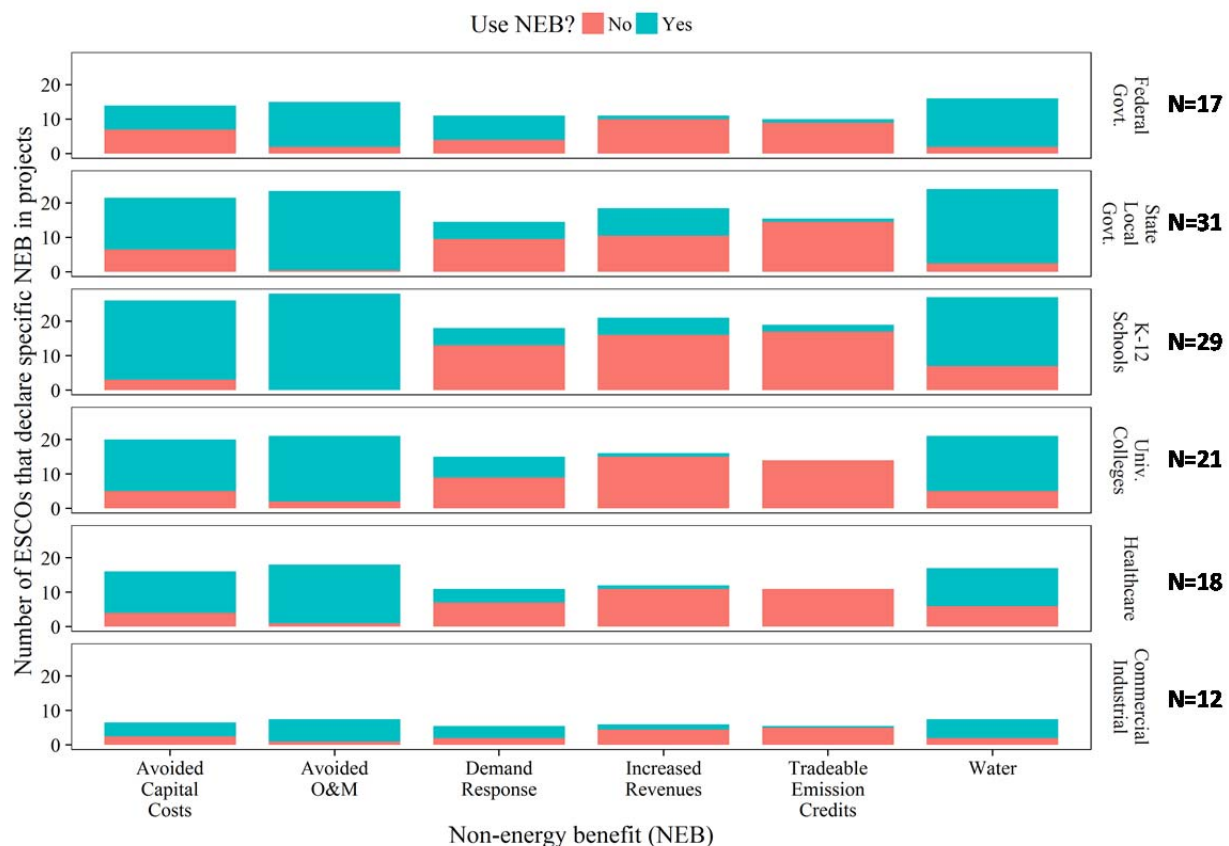 Use NEB? No Yes
Number of ESCOs that declare specific NEB in projects
20
10
0
Federal
Govt.
N=17
20
10
0
State
Local
Govt.
N=31
20
10
0
K-12
Schools
N=29
20
10
0
Univ.
Colleges
N=21
20
10
0
Healthcare
N=18
20
10
0
Commercial
Industrial
N=12
Avoided
Capital
Costs
Avoided
O&M
Demand
Response
Increased
Revenues
Tradeable
Emission
Credits
Water
Non-energy benefit (NEB)